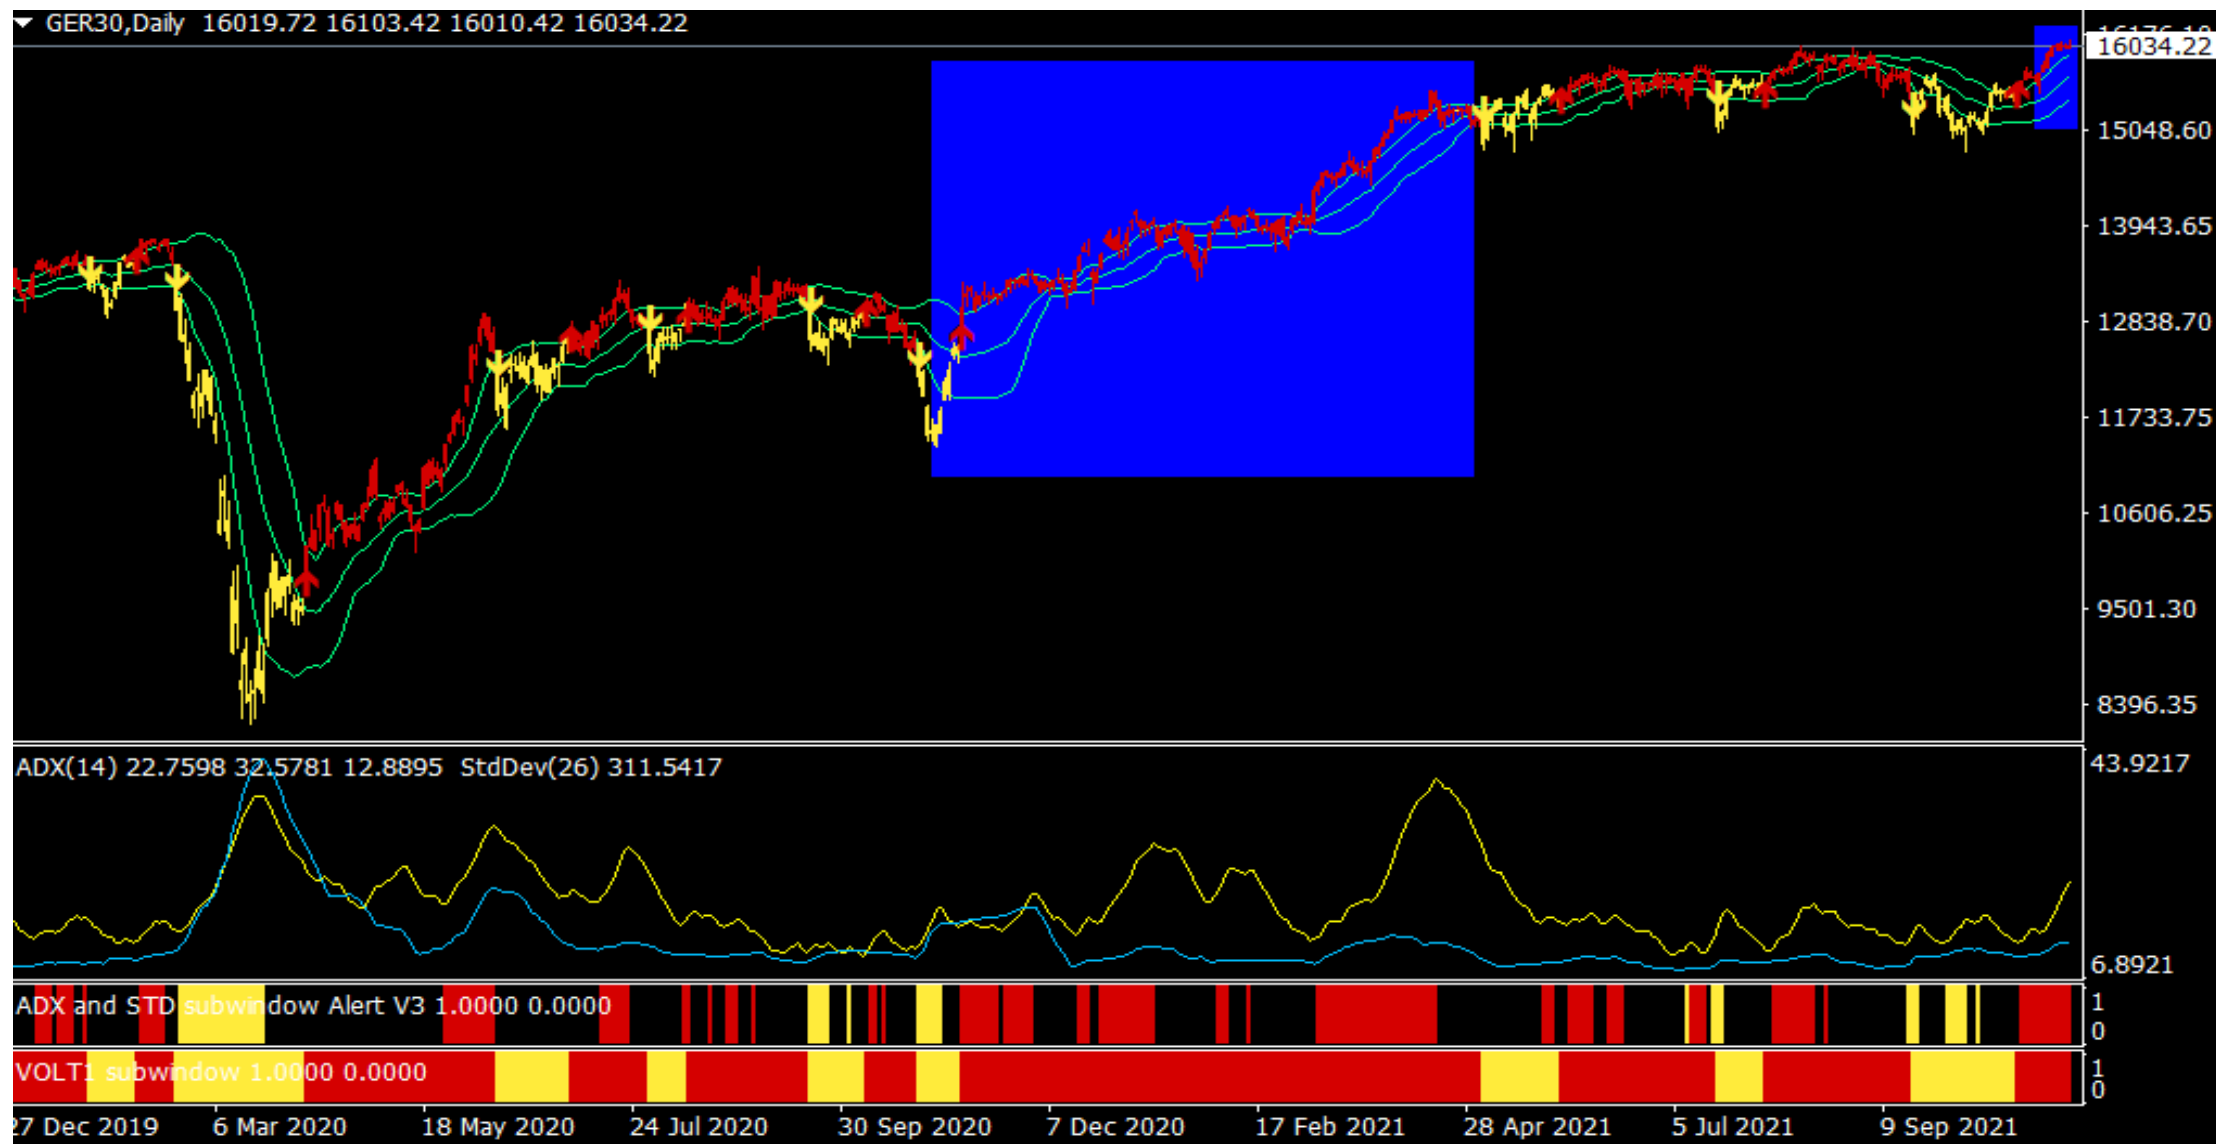 GER30,Daily 16019.72 16103.42 16010.42 16034.22
16034.22
15048.60
13943.65
12838.70
11733.75
10606.25
9501.30
8396.35
ADX(14) 22.7598 32.5781 12.8895 StdDev(26) 311.5417
43.9217
6.8921
ADX and STD subwindow Alert V3 1.0000 0.0000
1
0
VOLT1 subwindow 1.0000 0.0000
1
0
27 Dec 2019 6 Mar 2020 18 May 2020 24 Jul 2020 30 Sep 2020 7 Dec 2020 17 Feb 2021 28 Apr 2021 5 Jul 2021 9 Sep 2021